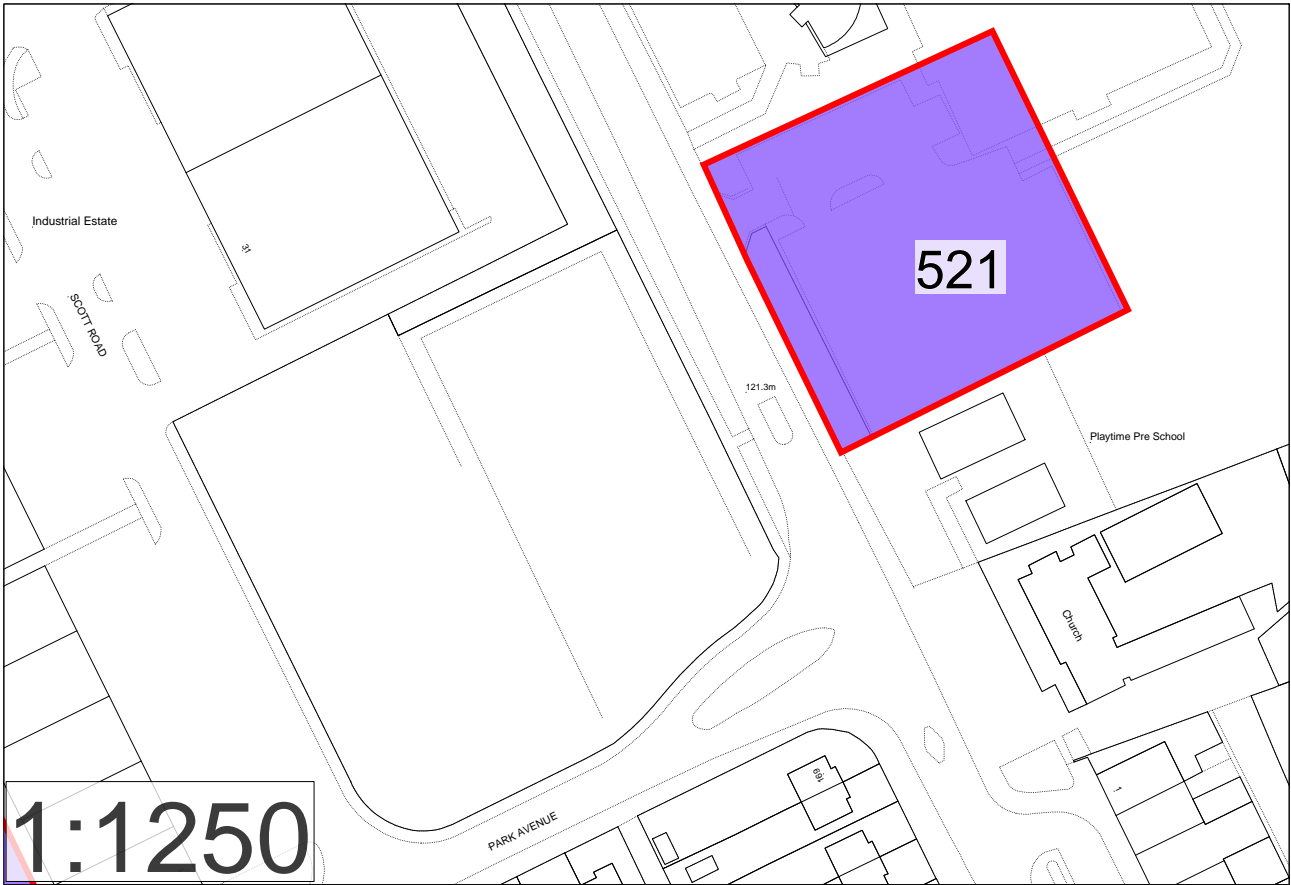 Industrial Estate
31
SCOTT ROAD
521
121.3m
Playtime Pre School
Church
169
1
PARK AVENUE
1:1250